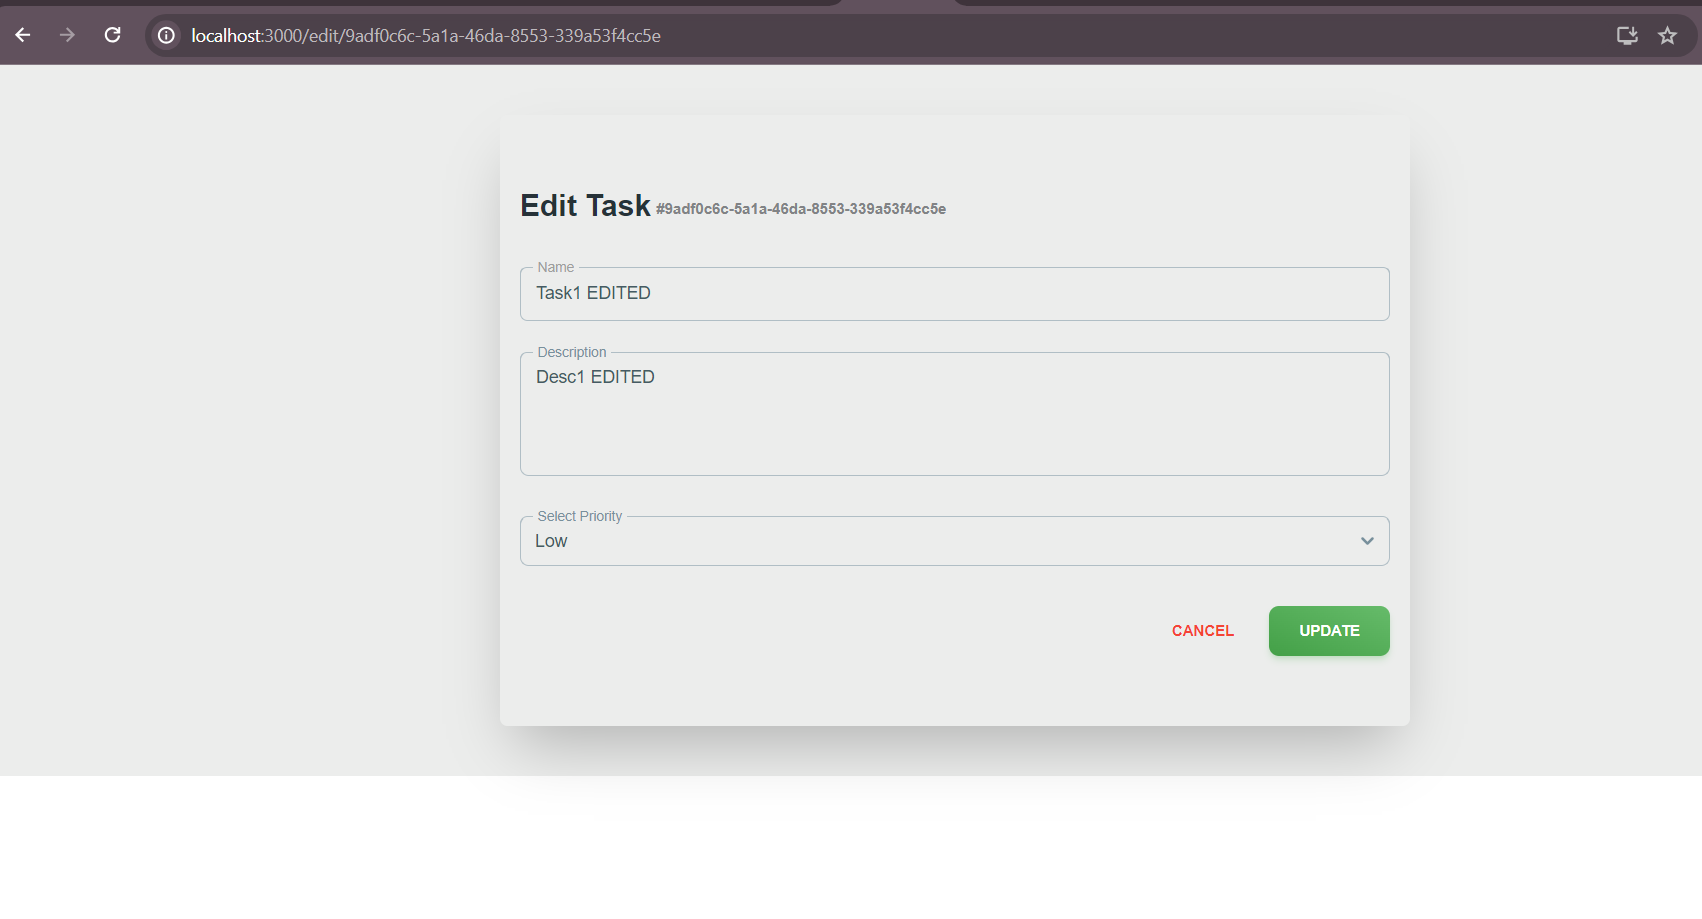 localhost:3000/edit/9adf0c6c-5a1a-46da-8553-339a53f4cc5e
Edit Task #9adf0c6c-5a1a-46da-8553-339a53f4cc5e
Name
Task1 EDITED
Description
Desc1 EDITED
Select Priority
Low
CANCEL UPDATE